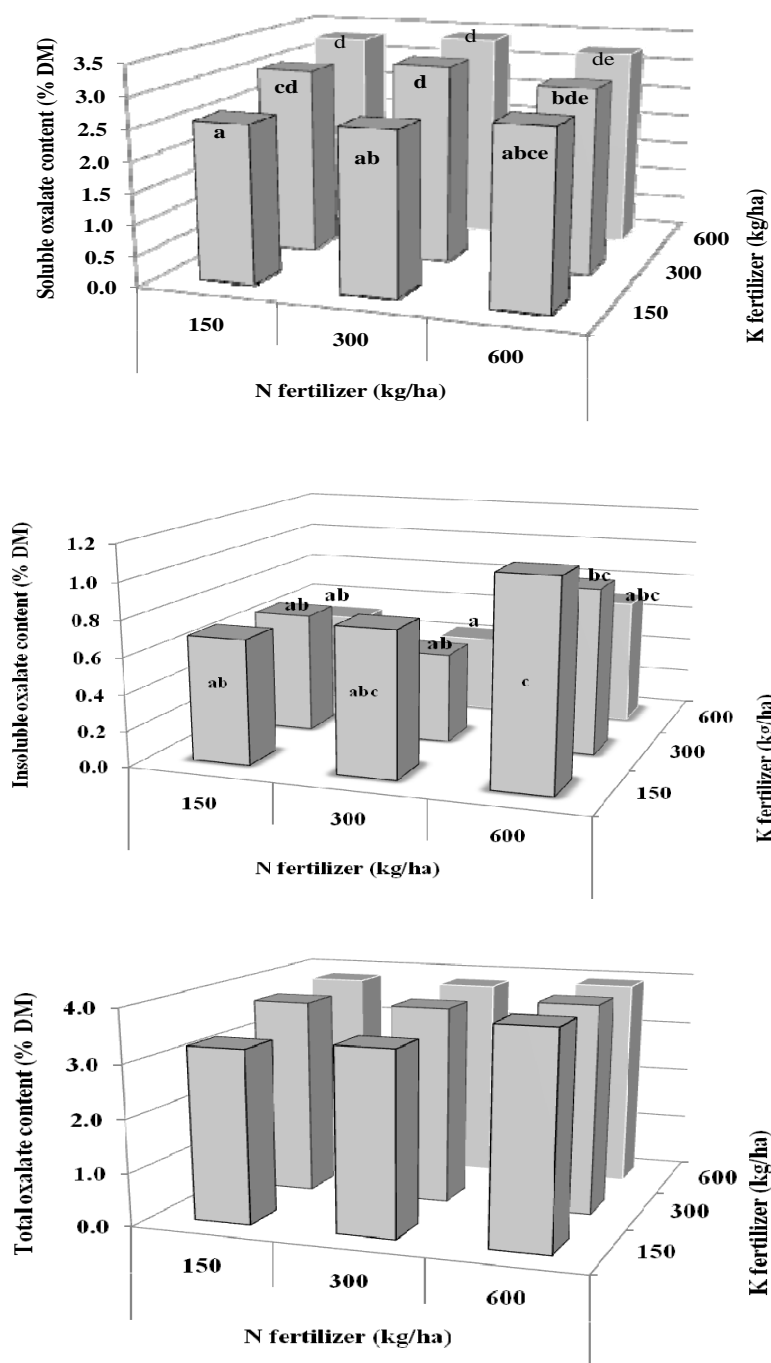 Soluble oxalate content (% DM)
3.5
3.0
2.5
2.0
1.5
1.0
0.5
0.0
d
d
de
cd
d
bde
a
ab
abce
150
300
600
N fertilizer (kg/ha)
150
300
600
K fertilizer (kg/ha)
Insoluble oxalate content (% DM)
1.2
1.0
0.8
0.6
0.4
0.2
0.0
ab
a
abc
ab
ab
bc
ab
abc
c
150
300
600
N fertilizer (kg/ha)
150
300
600
K fertilizer (kg/ha)
Total oxalate content (% DM)
4.0
3.0
2.0
1.0
0.0
150
300
600
N fertilizer (kg/ha)
150
300
600
K fertilizer (kg/ha)